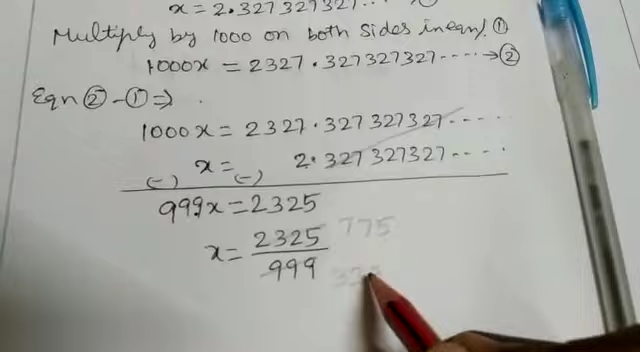 x = 2.327327327...
Multiply by 1000 on both sides in eqn/. ①
1000x = 2327.327327327.....→②
Eqn ②-①⇒
1000x = 2327.327327327.....
x = 2.327327327....
(-) (-)
999x = 2325
x = 2325/999 775